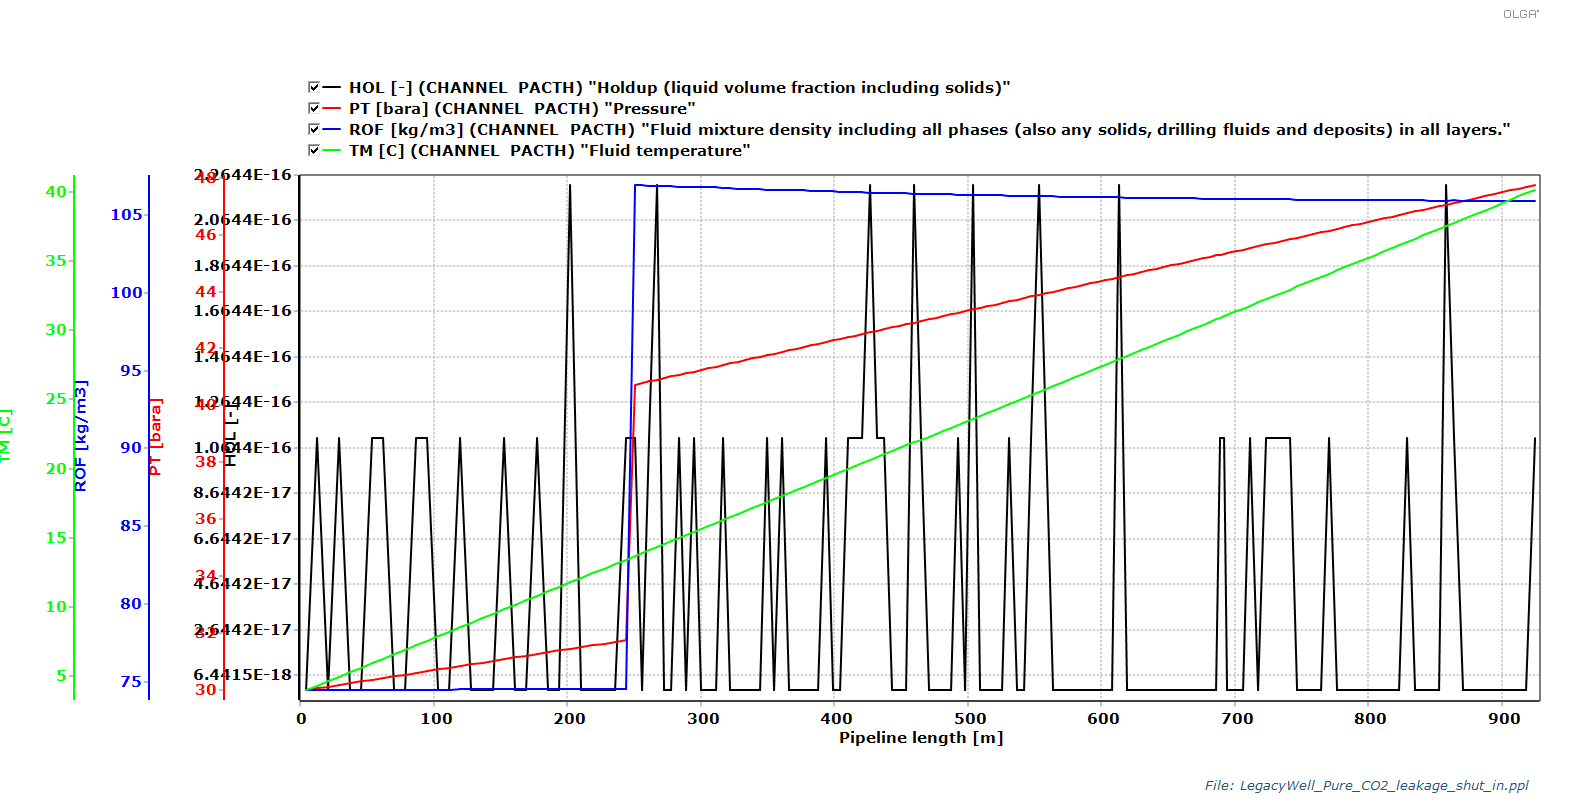 OLGA
HOL [-] (CHANNEL PACTH) "Holdup (liquid volume fraction including solids)"
PT [bara] (CHANNEL PACTH) "Pressure"
ROF [kg/m3] (CHANNEL PACTH) "Fluid mixture density including all phases (also any solids, drilling fluids and deposits) in all layers."
TM [C] (CHANNEL PACTH) "Fluid temperature"
TM [C]
40
35
30
25
20
15
10
5
ROF [kg/m3]
105
100
95
90
85
80
75
PT [bara]
48
46
44
42
40
38
36
34
32
30
HOL [-]
2.2644E-16
2.0644E-16
1.8644E-16
1.6644E-16
1.4644E-16
1.2644E-16
1.0644E-16
8.6442E-17
6.6442E-17
4.6442E-17
2.6442E-17
6.4415E-18
0 100 200 300 400 500 600 700 800 900
Pipeline length [m]
File: LegacyWell_Pure_CO2_leakage_shut_in.ppl